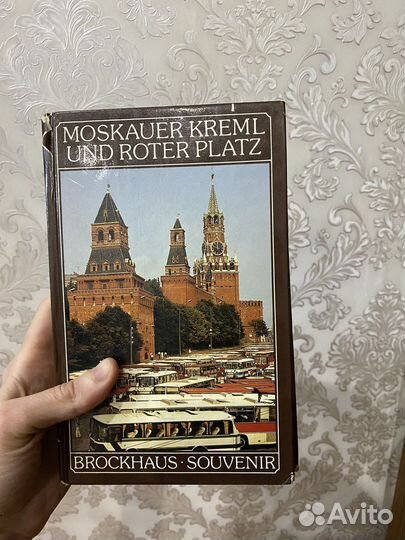 MOSKAUER KREML
UND ROTER PLATZ
BROCKHAUS · SOUVENIR
Avito